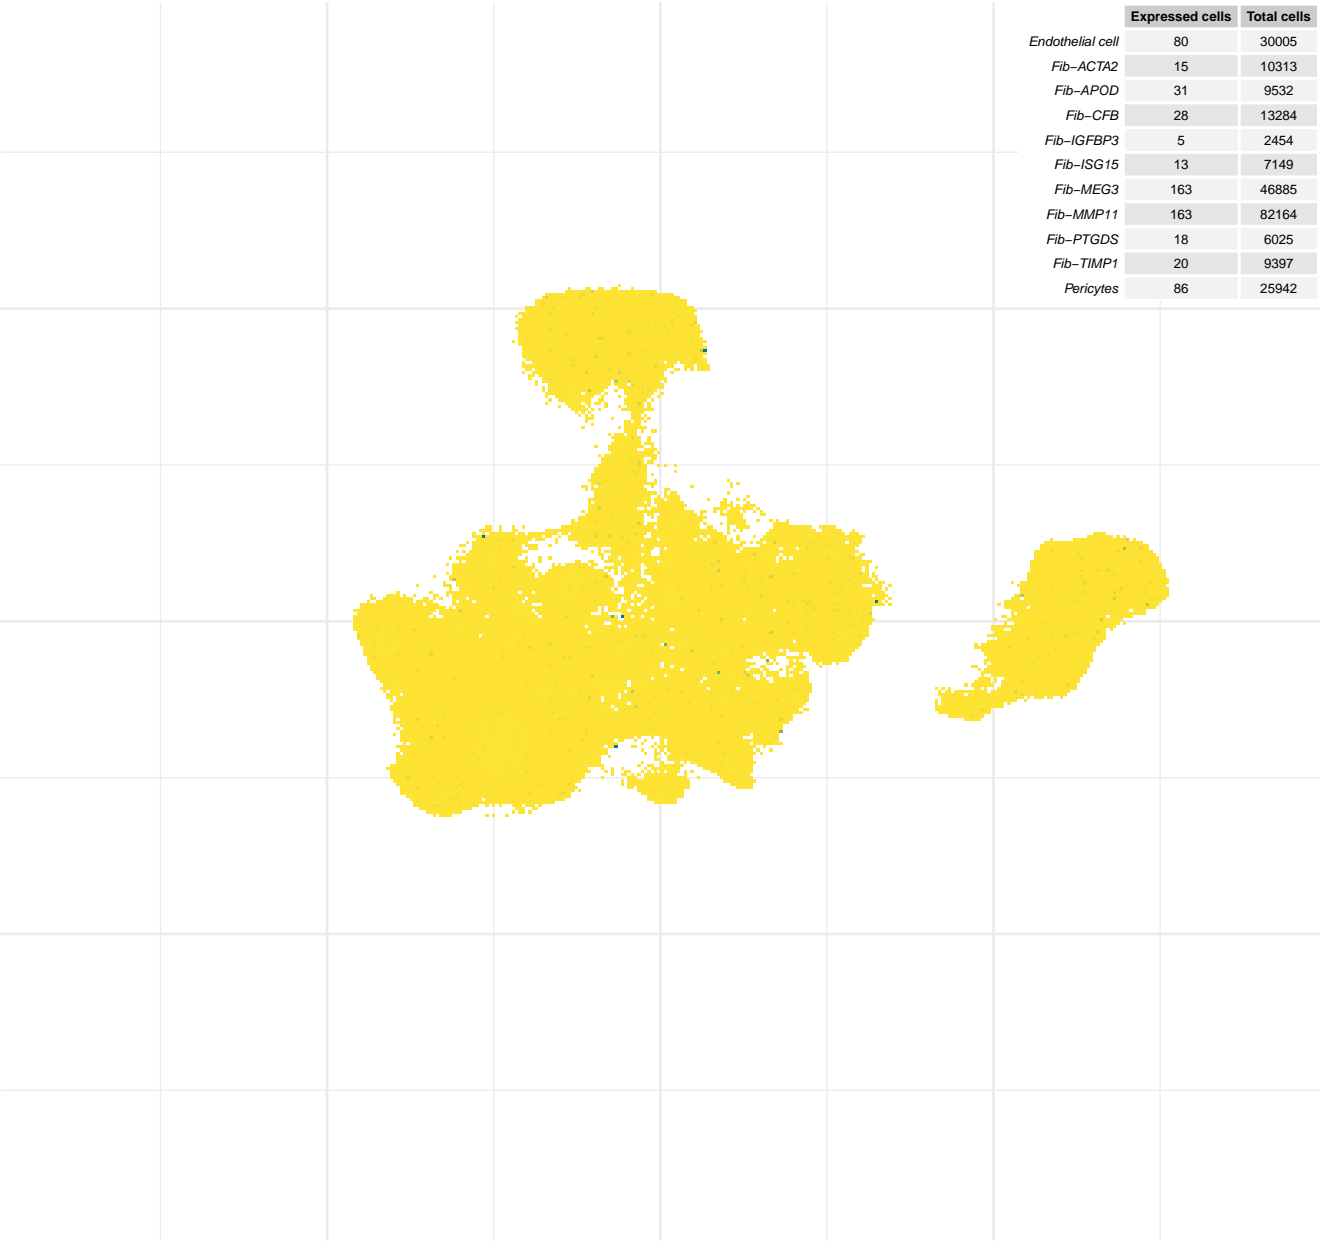 Expressed cells Total cells
Endothelial cell 80 30005
Fib−ACTA2 15 10313
Fib−APOD 31 9532
Fib−CFB 28 13284
Fib−IGFBP3 5 2454
Fib−ISG15 13 7149
Fib−MEG3 163 46885
Fib−MMP11 163 82164
Fib−PTGDS 18 6025
Fib−TIMP1 20 9397
Pericytes 86 25942